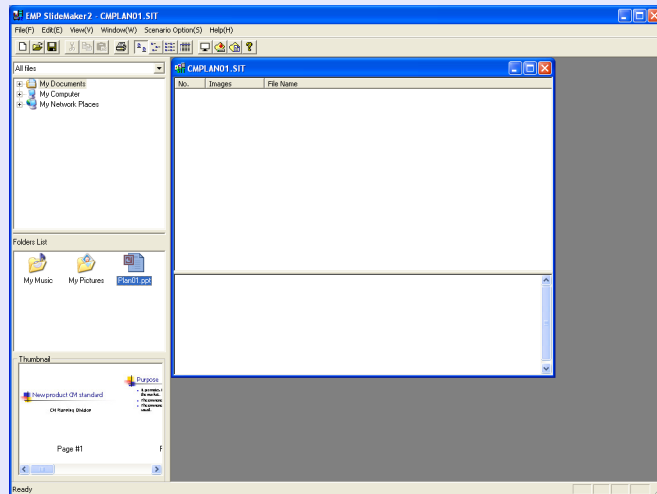 EMP SlideMaker2 - CMPLAN01.SIT
File(F) Edit(E) View(V) Window(W) Scenario Option(S) Help(H)
All files
My Documents
My Computer
My Network Places
Folders List
My Music My Pictures Plan01.ppt
Thumbnail
New product CM standard
CM Planning Division
Page #1
Purpose
CMPLAN01.SIT
No. Images File Name
Ready